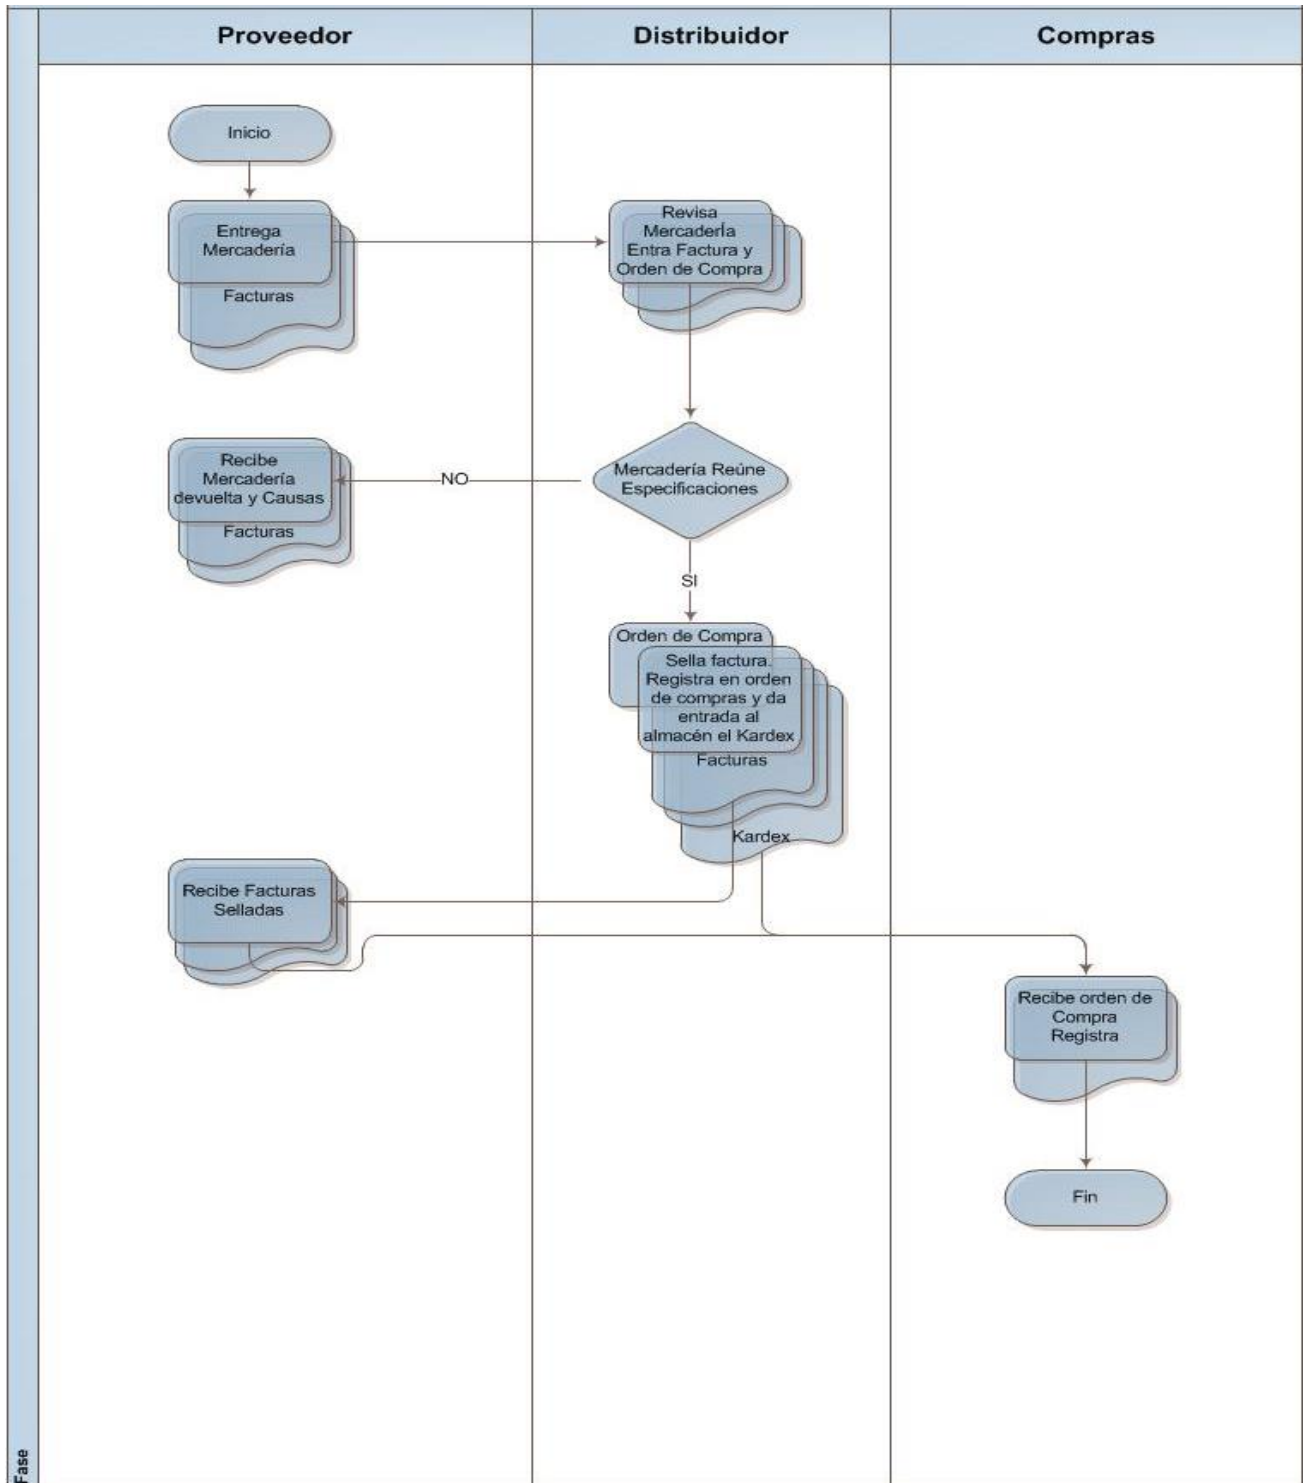 Proveedor
Distribuidor
Compras
Inicio
Entrega
Mercadería
Facturas
Revisa
Mercadería
Entra Factura y
Orden de Compra
Mercadería Reúne
Especificaciones
NO
Recibe
Mercadería
devuelta y Causas
Facturas
SI
Orden de Compra
Sella factura.
Registra en orden
de compras y da
entrada al
almacén el Kardex
Facturas
Kardex
Recibe Facturas
Selladas
Recibe orden de
Compra
Registra
Fin
Fase